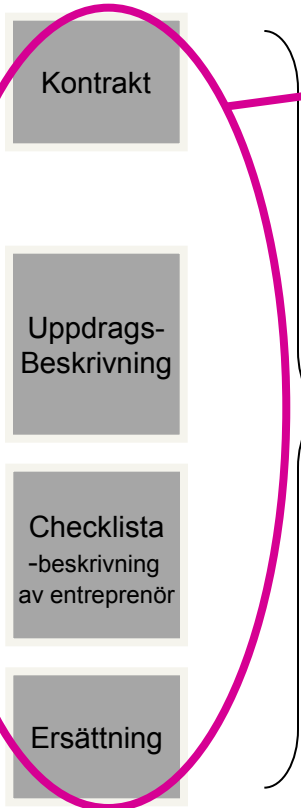 Kontrakt
Uppdrags-
Beskrivning
Checklista
-beskrivning
av entreprenör
Ersättning